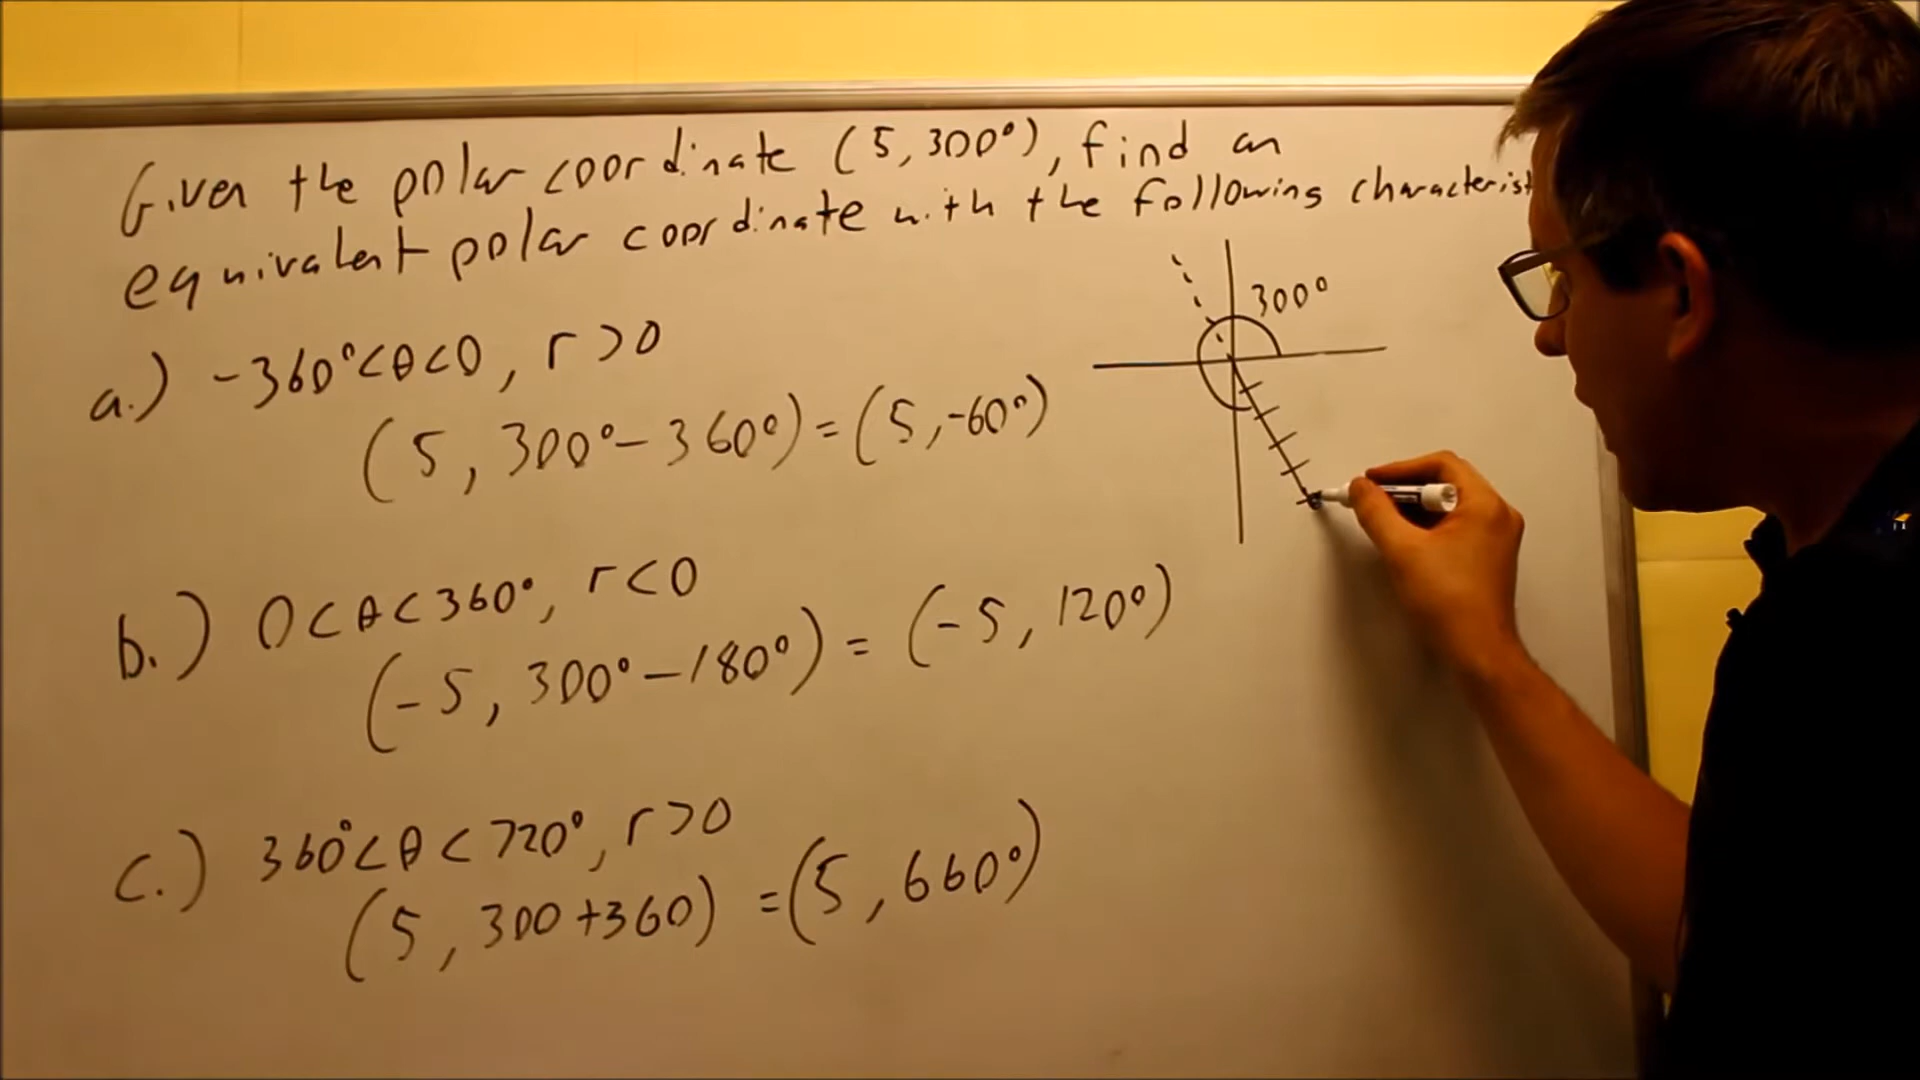 Given the polar coordinate (5, 300°), find an
equivalent polar coordinate with the following characterist
300°
a.) -360°<θ<0, r>0
(5, 300°-360°)=(5,-60°)
b.) 0<θ<360°, r<0
(-5, 300°-180°) = (-5, 120°)
c.) 360°<θ<720°, r>0
(5, 300+360) =(5, 660°)